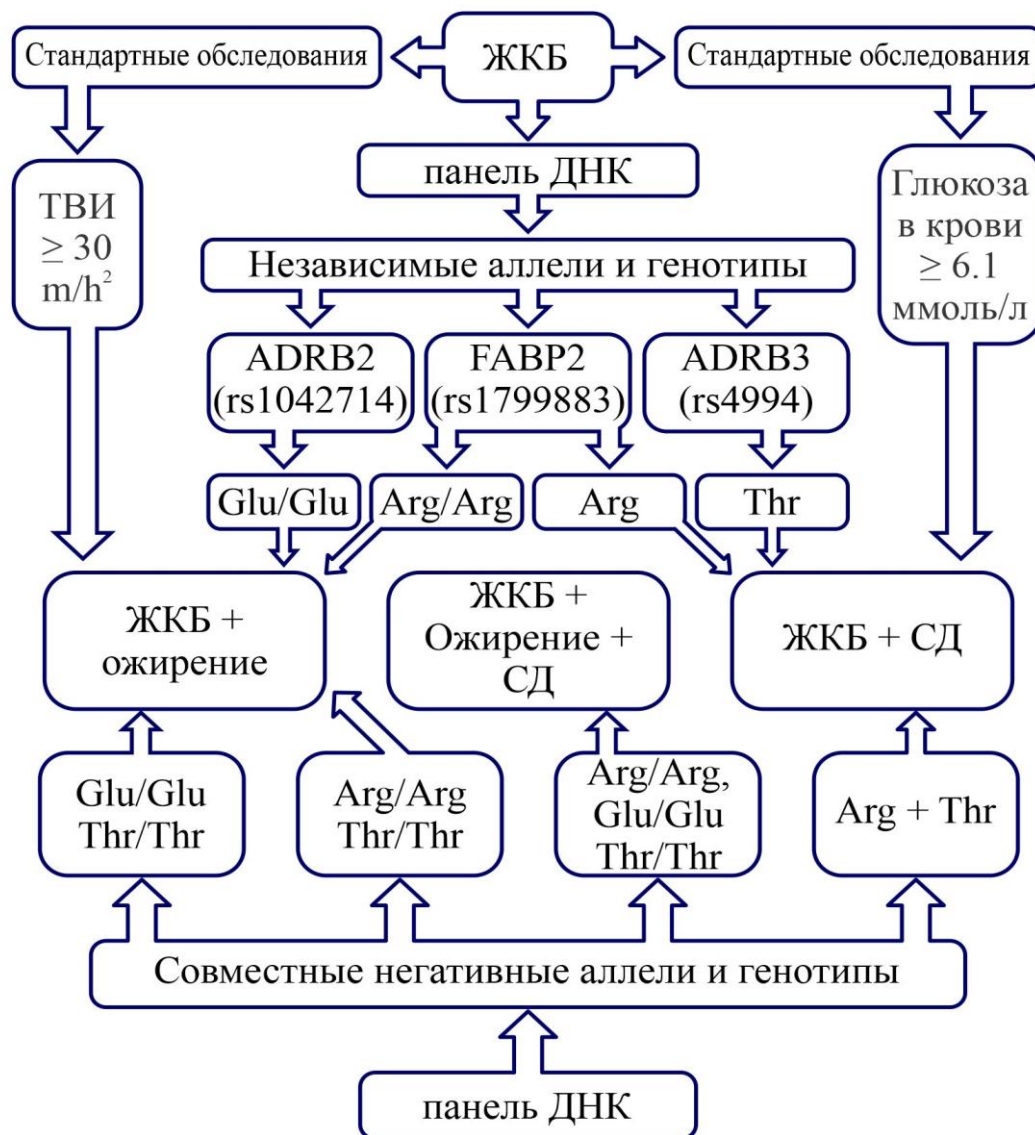 Стандартные обследования
ЖКБ
Стандартные обследования
панель ДНК
ТВИ
≥ 30
m/h²
Глюкоза
в крови
≥ 6.1
ммоль/л
Независимые аллели и генотипы
ADRB2
(rs1042714)
FABP2
(rs1799883)
ADRB3
(rs4994)
Glu/Glu
Arg/Arg
Arg
Thr
ЖКБ +
ожирение
ЖКБ +
Ожирение +
СД
ЖКБ + СД
Glu/Glu
Thr/Thr
Arg/Arg
Thr/Thr
Arg/Arg,
Glu/Glu
Thr/Thr
Arg + Thr
Совместные негативные аллели и генотипы
панель ДНК